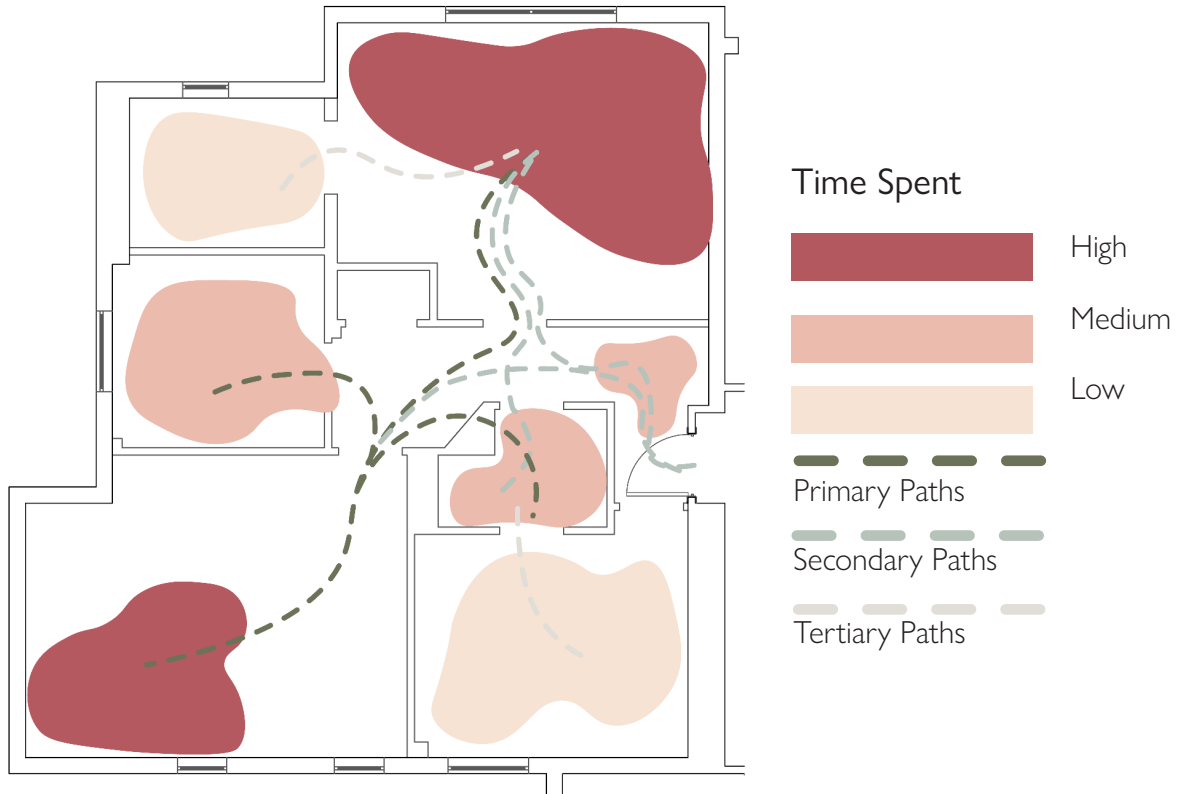 Time Spent
High
Medium
Low
Primary Paths
Secondary Paths
Tertiary Paths